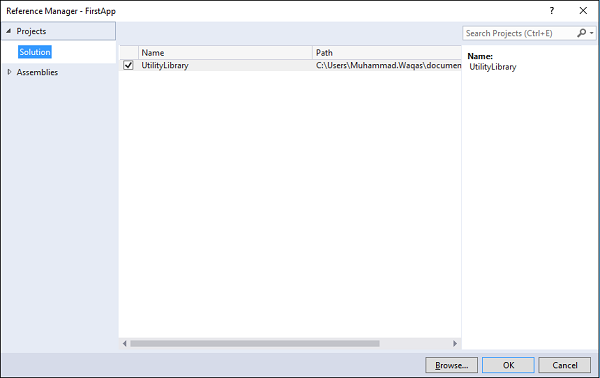 Reference Manager - FirstApp
?
Projects
Solution
Assemblies
Search Projects (Ctrl+E)
Name Path
UtilityLibrary C:\Users\Muhammad.Waqas\documen
Name:
UtilityLibrary
Browse... OK Cancel